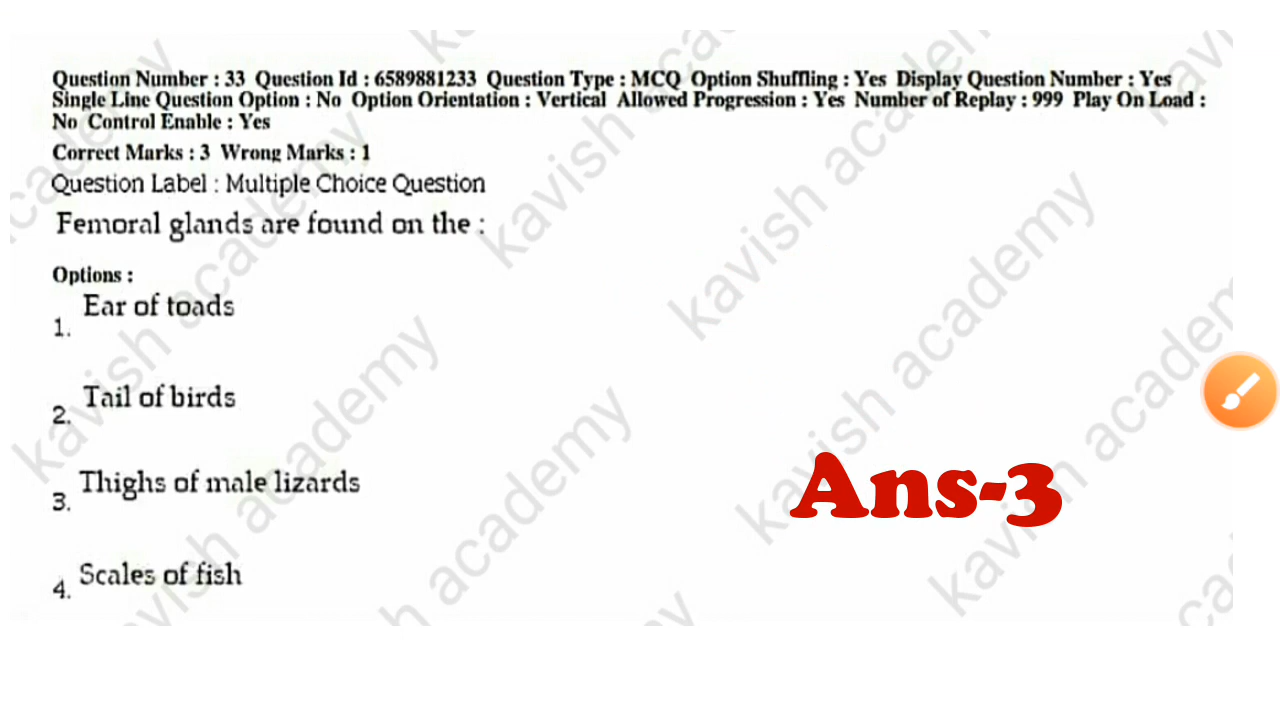 Question Number : 33 Question Id : 6589881233 Question Type : MCQ Option Shuffling : Yes Display Question Number : Yes
Single Line Question Option : No Option Orientation : Vertical Allowed Progression : Yes Number of Replay : 999 Play On Load :
No Control Enable : Yes
Correct Marks : 3 Wrong Marks : 1
Question Label : Multiple Choice Question
Femoral glands are found on the :
Options :
1. Ear of toads
2. Tail of birds
3. Thighs of male lizards
4. Scales of fish
Ans-3
kavish academy